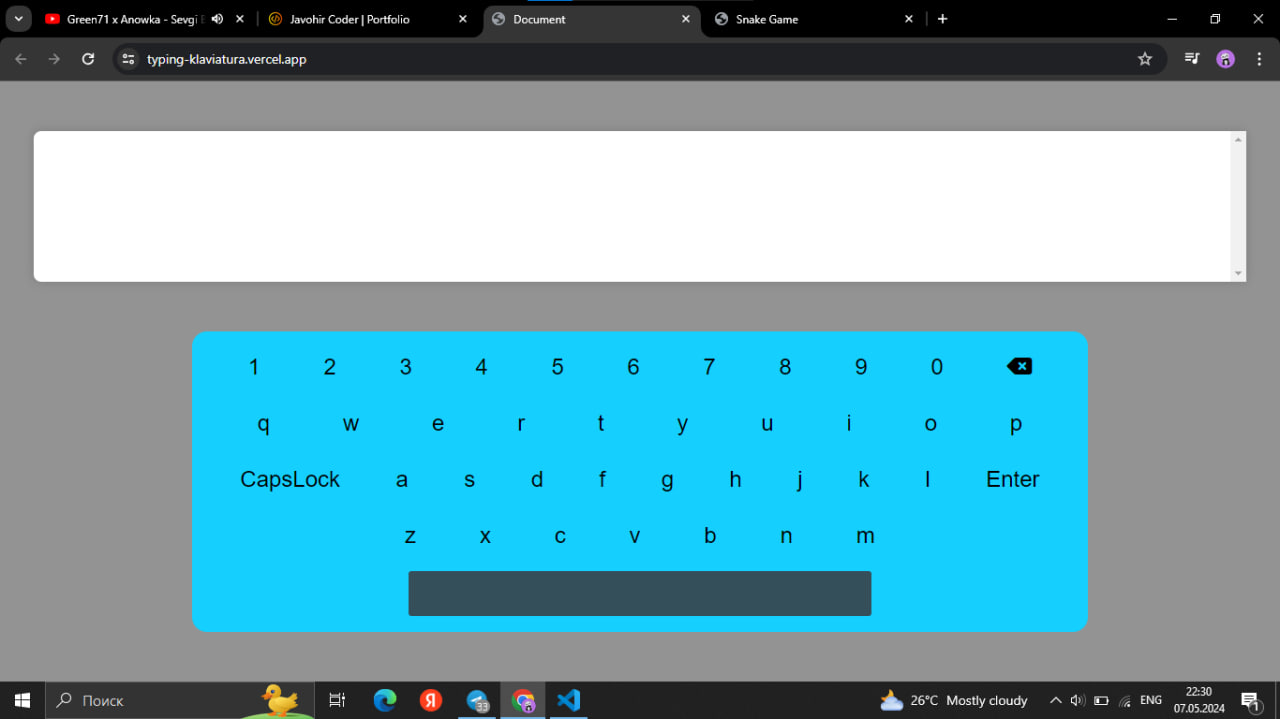 Green71 x Anowka - Sevgi
Javohir Coder | Portfolio
Document
Snake Game
typing-klaviatura.vercel.app
1 2 3 4 5 6 7 8 9 0
q w e r t y u i o p
CapsLock a s d f g h j k l Enter
z x c v b n m
Поиск
33
26°C Mostly cloudy
ENG
22:30
07.05.2024
1